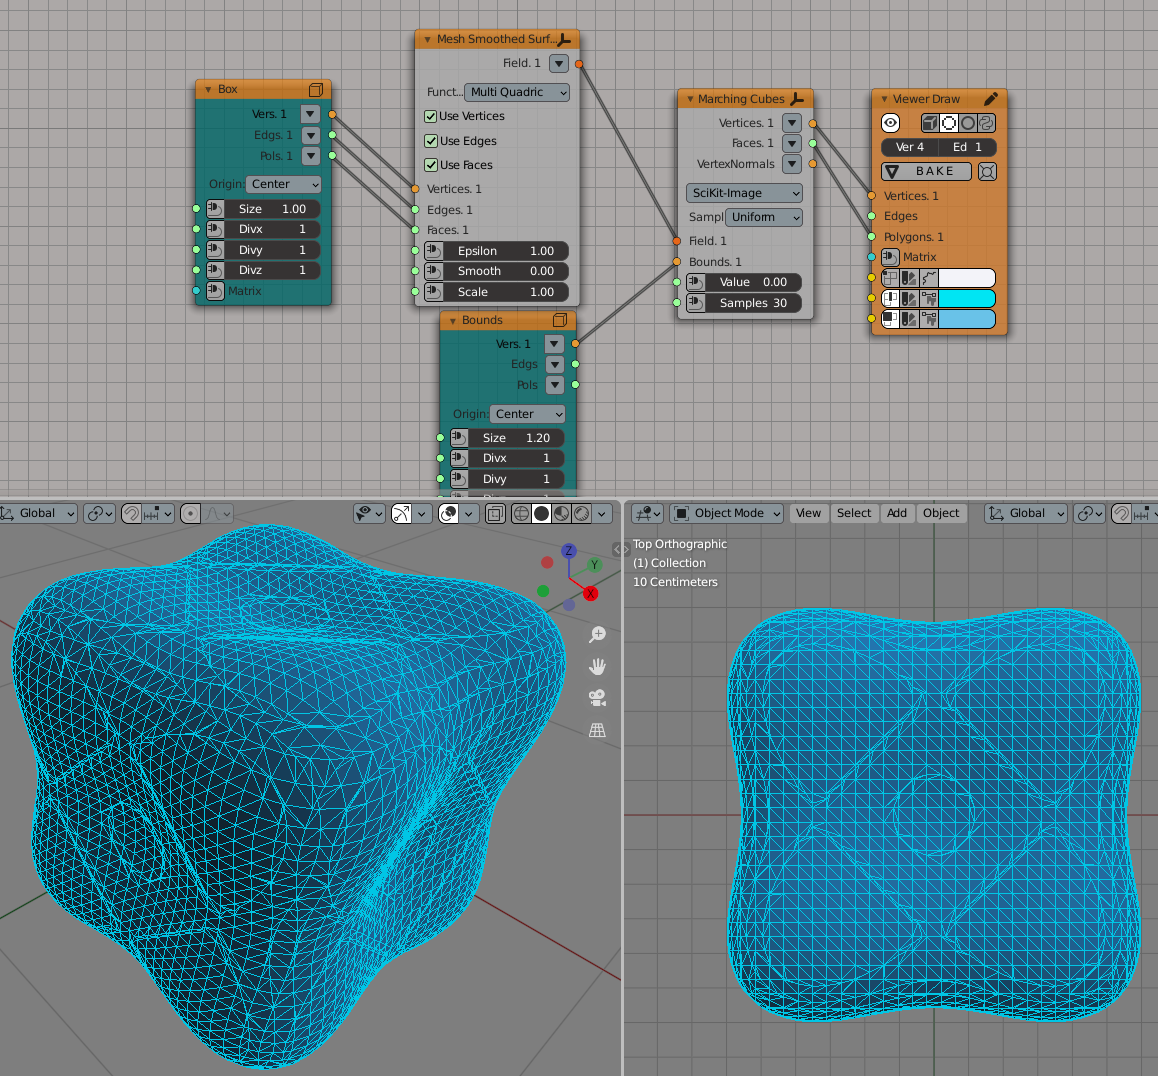 Box
Vers. 1
Edgs. 1
Pols. 1
Origin: Center
Size 1.00
Divx 1
Divy 1
Divz 1
Matrix
Mesh Smoothed Surf...
Field. 1
Funct... Multi Quadric
Use Vertices
Use Edges
Use Faces
Vertices. 1
Edges. 1
Faces. 1
Epsilon 1.00
Smooth 0.00
Scale 1.00
Bounds
Vers. 1
Edgs
Pols
Origin: Center
Size 1.20
Divx 1
Divy 1
Marching Cubes
Vertices. 1
Faces. 1
VertexNormals
SciKit-Image
Sampl Uniform
Field. 1
Bounds. 1
Value 0.00
Samples 30
Viewer Draw
Ver 4 Ed 1
BAKE
Vertices. 1
Edges
Polygons. 1
Matrix
Global
Object Mode View Select Add Object Global
Z
Y
X
Top Orthographic
(1) Collection
10 Centimeters